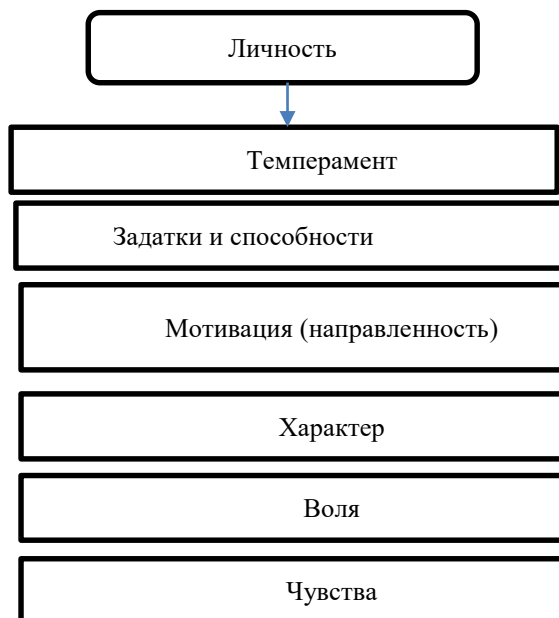 Личность
Темперамент
Задатки и способности
Мотивация (направленность)
Характер
Воля
Чувства